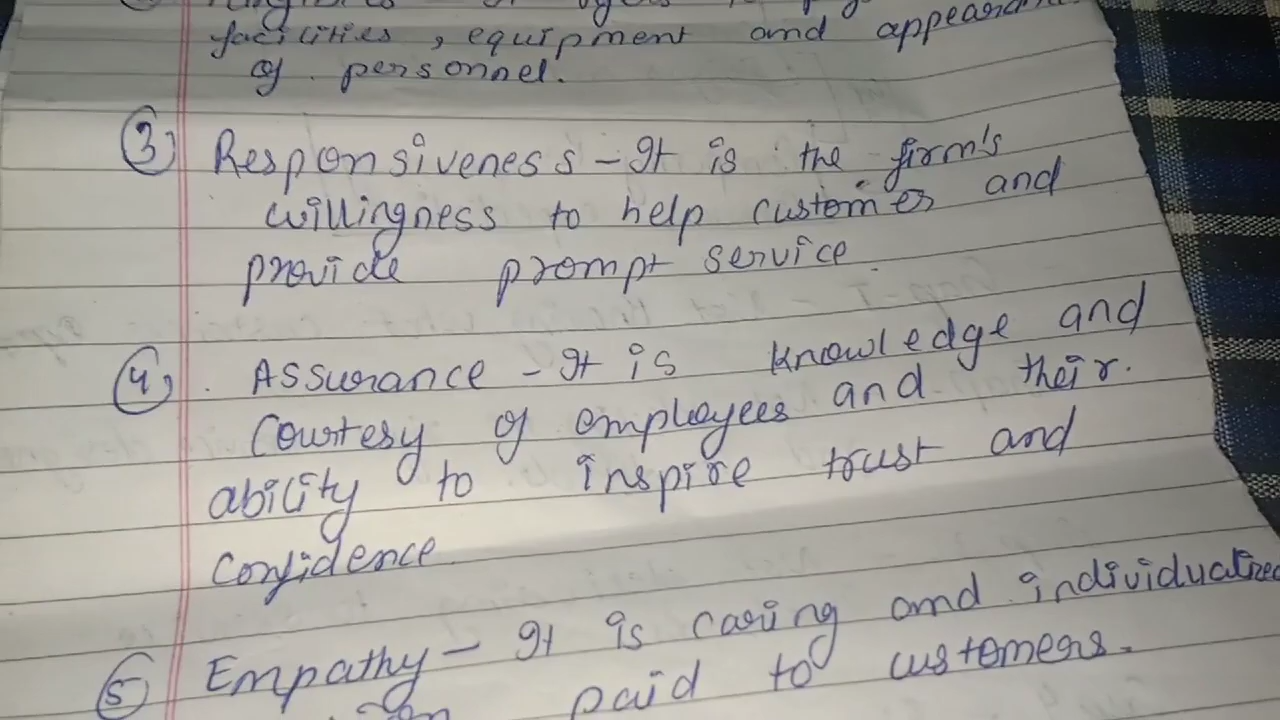 facilities, equipment and
of personnel.
③ Responsiveness - It is the firm's
willingness to help customer and
provide prompt service.
④. Assurance - It is knowledge and
Courtesy of employees and their.
ability to inspire trust and
Confidence.
⑤ Empathy - It is caring and individualized
paid to customers.